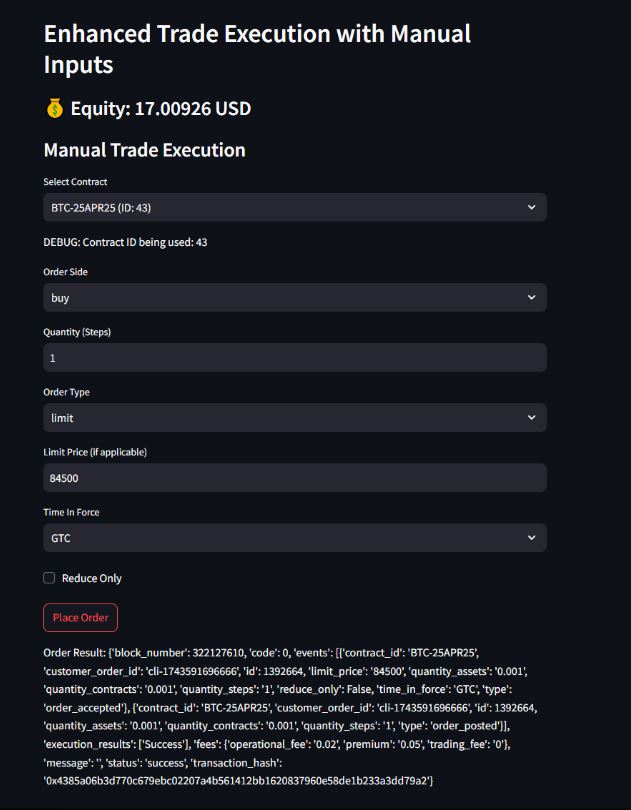 Enhanced Trade Execution with Manual
Inputs
💰 Equity: 17.00926 USD
Manual Trade Execution
Select Contract
BTC-25APR25 (ID: 43)
DEBUG: Contract ID being used: 43
Order Side
buy
Quantity (Steps)
1
Order Type
limit
Limit Price (if applicable)
84500
Time In Force
GTC
Reduce Only
Place Order
Order Result: {'block_number': 322127610, 'code': 0, 'events': [{'contract_id': 'BTC-25APR25',
'customer_order_id': 'cli-1743591696666', 'id': 1392664, 'limit_price': '84500', 'quantity_assets': '0.001',
'quantity_contracts': '0.001', 'quantity_steps': '1', 'reduce_only': False, 'time_in_force': 'GTC', 'type':
'order_accepted'}, {'contract_id': 'BTC-25APR25', 'customer_order_id': 'cli-1743591696666', 'id': 1392664,
'quantity_assets': '0.001', 'quantity_contracts': '0.001', 'quantity_steps': '1', 'type': 'order_posted'}],
'execution_results': ['Success'], 'fees': {'operational_fee': '0.02', 'premium': '0.05', 'trading_fee': '0'},
'message': '', 'status': 'success', 'transaction_hash':
'0x4385a06b3d770c679ebc02207a4b561412bb1620837960e58de1b233a3dd79a2'}